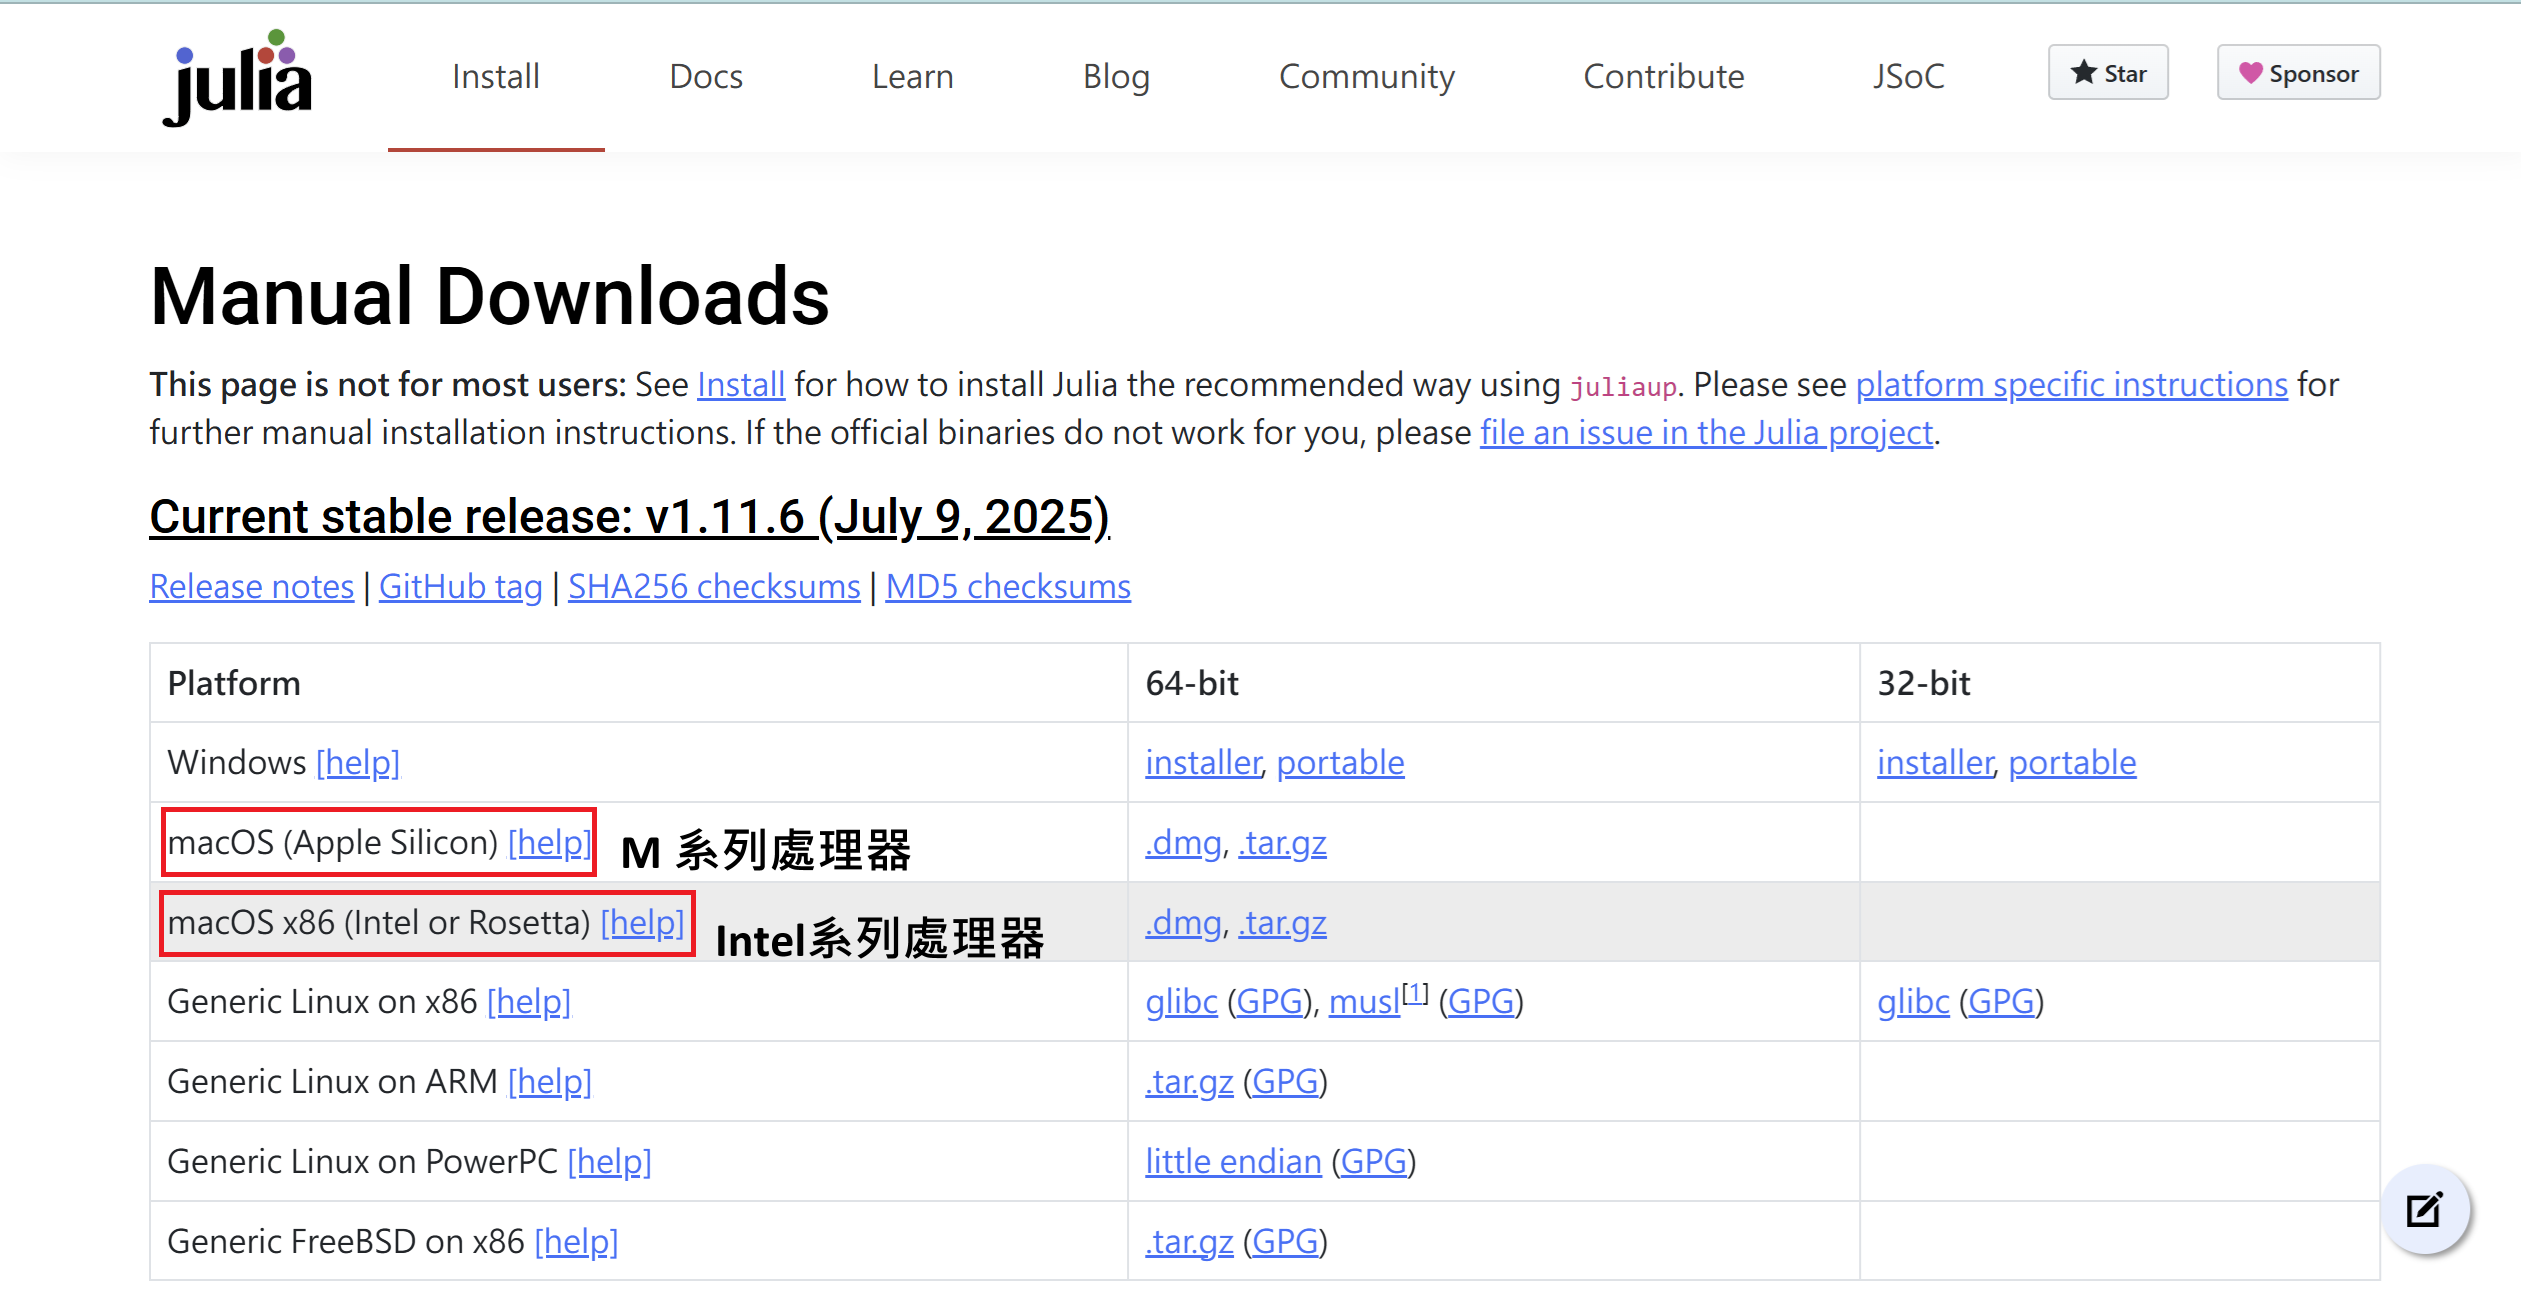 julia Install Docs Learn Blog Community Contribute JSoC Star Sponsor
Manual Downloads
This page is not for most users: See Install for how to install Julia the recommended way using juliaup. Please see platform specific instructions for
further manual installation instructions. If the official binaries do not work for you, please file an issue in the Julia project.
Current stable release: v1.11.6 (July 9, 2025)
Release notes | GitHub tag | SHA256 checksums | MD5 checksums
Platform 64-bit 32-bit
Windows [help] installer, portable installer, portable
macOS (Apple Silicon) [help] M 系列處理器 .dmg, .tar.gz
macOS x86 (Intel or Rosetta) [help] Intel系列處理器 .dmg, .tar.gz
Generic Linux on x86 [help] glibc (GPG), musl[1] (GPG) glibc (GPG)
Generic Linux on ARM [help] .tar.gz (GPG)
Generic Linux on PowerPC [help] little endian (GPG)
Generic FreeBSD on x86 [help] .tar.gz (GPG)